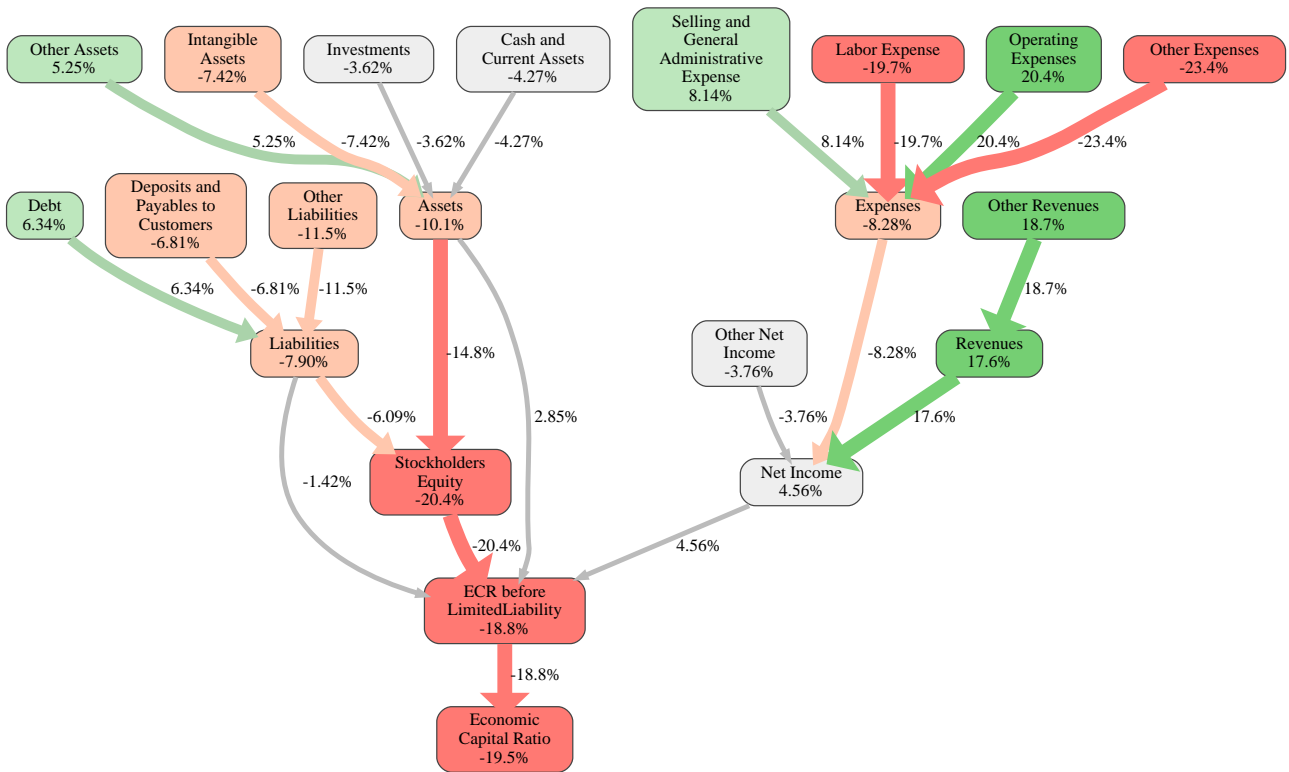 Other Assets
5.25%
Intangible
Assets
-7.42%
Investments
-3.62%
Cash and
Current Assets
-4.27%
Selling and
General
Administrative
Expense
8.14%
Labor Expense
-19.7%
Operating
Expenses
20.4%
Other Expenses
-23.4%
5.25%
-7.42%
-3.62%
-4.27%
8.14%
-19.7%
20.4%
-23.4%
Debt
6.34%
Deposits and
Payables to
Customers
-6.81%
Other
Liabilities
-11.5%
Assets
-10.1%
Expenses
-8.28%
Other Revenues
18.7%
6.34%
-6.81%
-11.5%
18.7%
Liabilities
-7.90%
-14.8%
Other Net
Income
-3.76%
-8.28%
Revenues
17.6%
-6.09%
2.85%
-3.76%
17.6%
Stockholders
Equity
-20.4%
Net Income
4.56%
-1.42%
-20.4%
4.56%
ECR before
LimitedLiability
-18.8%
-18.8%
Economic
Capital Ratio
-19.5%